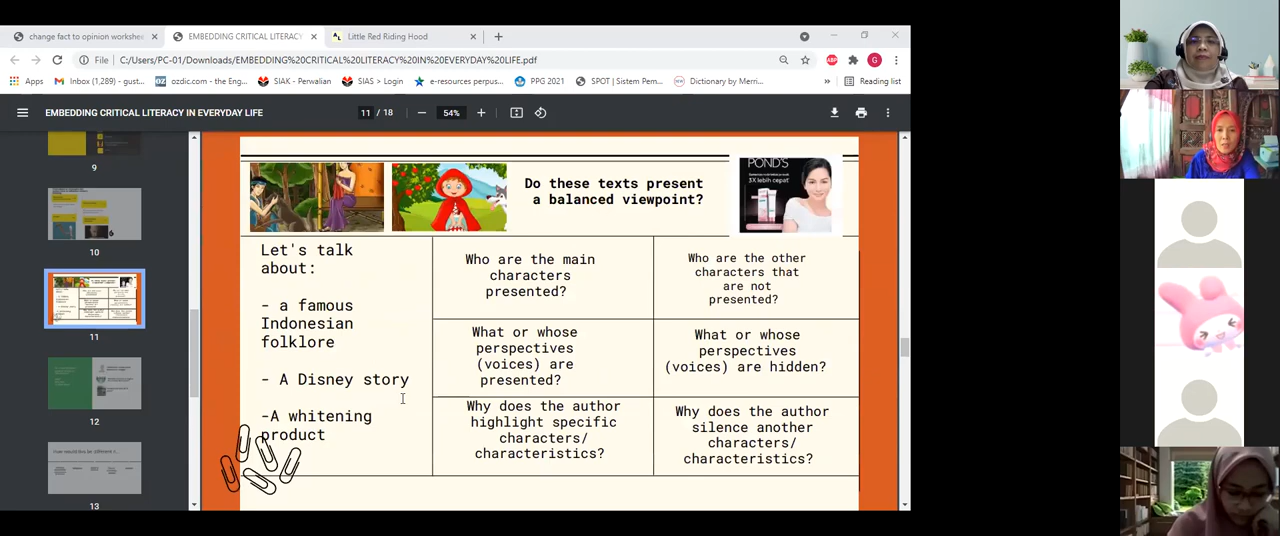 change fact to opinion workshee
EMBEDDING CRITICAL LITERACY
Little Red Riding Hood
File
C:/Users/PC-01/Downloads/EMBEDDING%20CRITICAL%20LITERACY%20IN%20EVERYDAY%20LIFE.pdf
G
ABP
Apps
Inbox (1,289) - gusti...
ozdic.com - the Eng...
SIAK - Perwalian
SIAS > Login
e-resources perpus...
PPG 2021
SPOT | Sistem Pem...
Dictionary by Merri...
Reading list
EMBEDDING CRITICAL LITERACY IN EVERYDAY LIFE
11 / 18
54%
9
10
11
12
13
Do these texts present
a balanced viewpoint?
POND'S
3X lebih cepat
Let's talk
about:
- a famous
Indonesian
folklore
- A Disney story
-A whitening
product
Who are the main
characters
presented?
Who are the other
characters that
are not
presented?
What or whose
perspectives
(voices) are
presented?
What or whose
perspectives
(voices) are hidden?
Why does the author
highlight specific
characters/
characteristics?
Why does the author
silence another
characters/
characteristics?